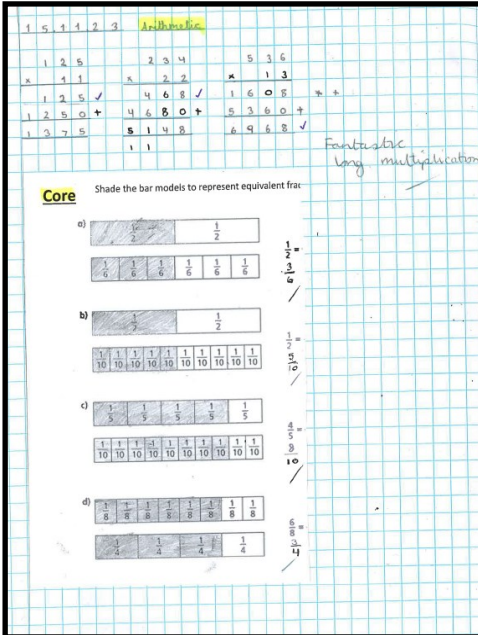 15.11.23 Arithmetic
125 234 536
× 11 × 22 × 13
125 ✓ 468 ✓ 1608 * *
1250 + 4680 + 5360 +
1375 5148 6968 ✓
11
Fantastic
long multiplication
Core Shade the bar models to represent equivalent frac
a) 1/2 1/2
1/6 1/6 1/6 1/6 1/6 1/6
1/2 = 3/6
b) 1/2 1/2
1/10 1/10 1/10 1/10 1/10 1/10 1/10 1/10 1/10 1/10
1/2 = 5/10
c) 1/5 1/5 1/5 1/5 1/5
1/10 1/10 1/10 1/10 1/10 1/10 1/10 1/10 1/10 1/10
4/5 = 8/10
d) 1/8 1/8 1/8 1/8 1/8 1/8 1/8 1/8
1/4 1/4 1/4 1/4
6/8 = 3/4